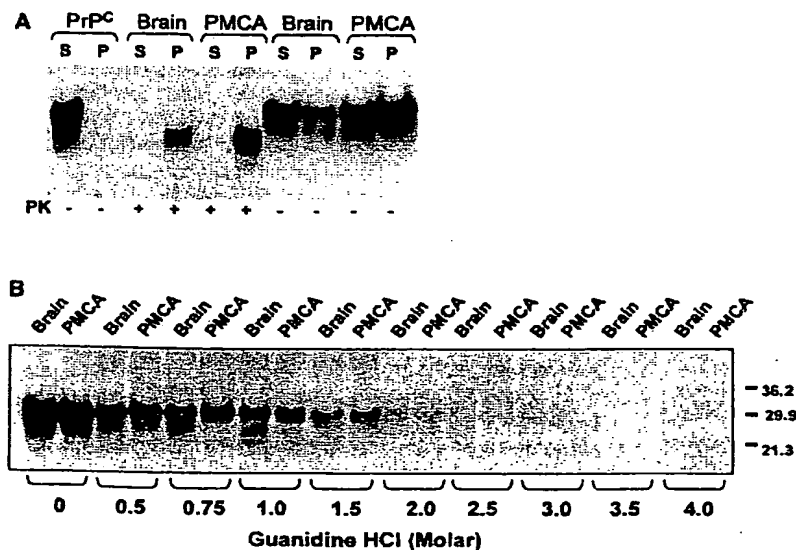 A PrPC Brain PMCA Brain PMCA
S P S P S P S P S P
PK - - + + + + - - - -
B Brain PMCA Brain PMCA Brain PMCA Brain PMCA Brain PMCA Brain PMCA Brain PMCA Brain PMCA Brain PMCA Brain PMCA
36.2
29.9
21.3
0 0.5 0.75 1.0 1.5 2.0 2.5 3.0 3.5 4.0
Guanidine HCl (Molar)